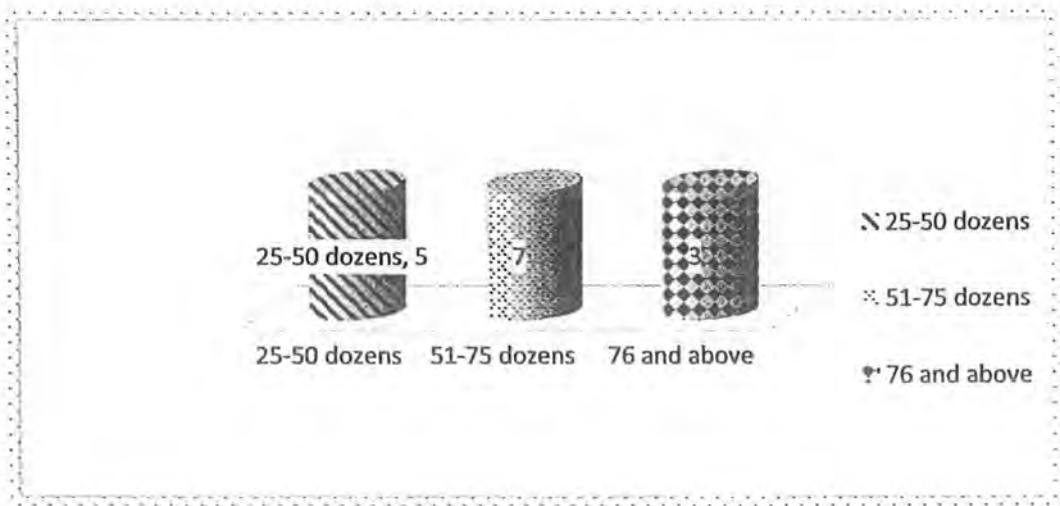 25-50 dozens, 5
7
3
25-50 dozens
51-75 dozens
76 and above
25-50 dozens
51-75 dozens
76 and above